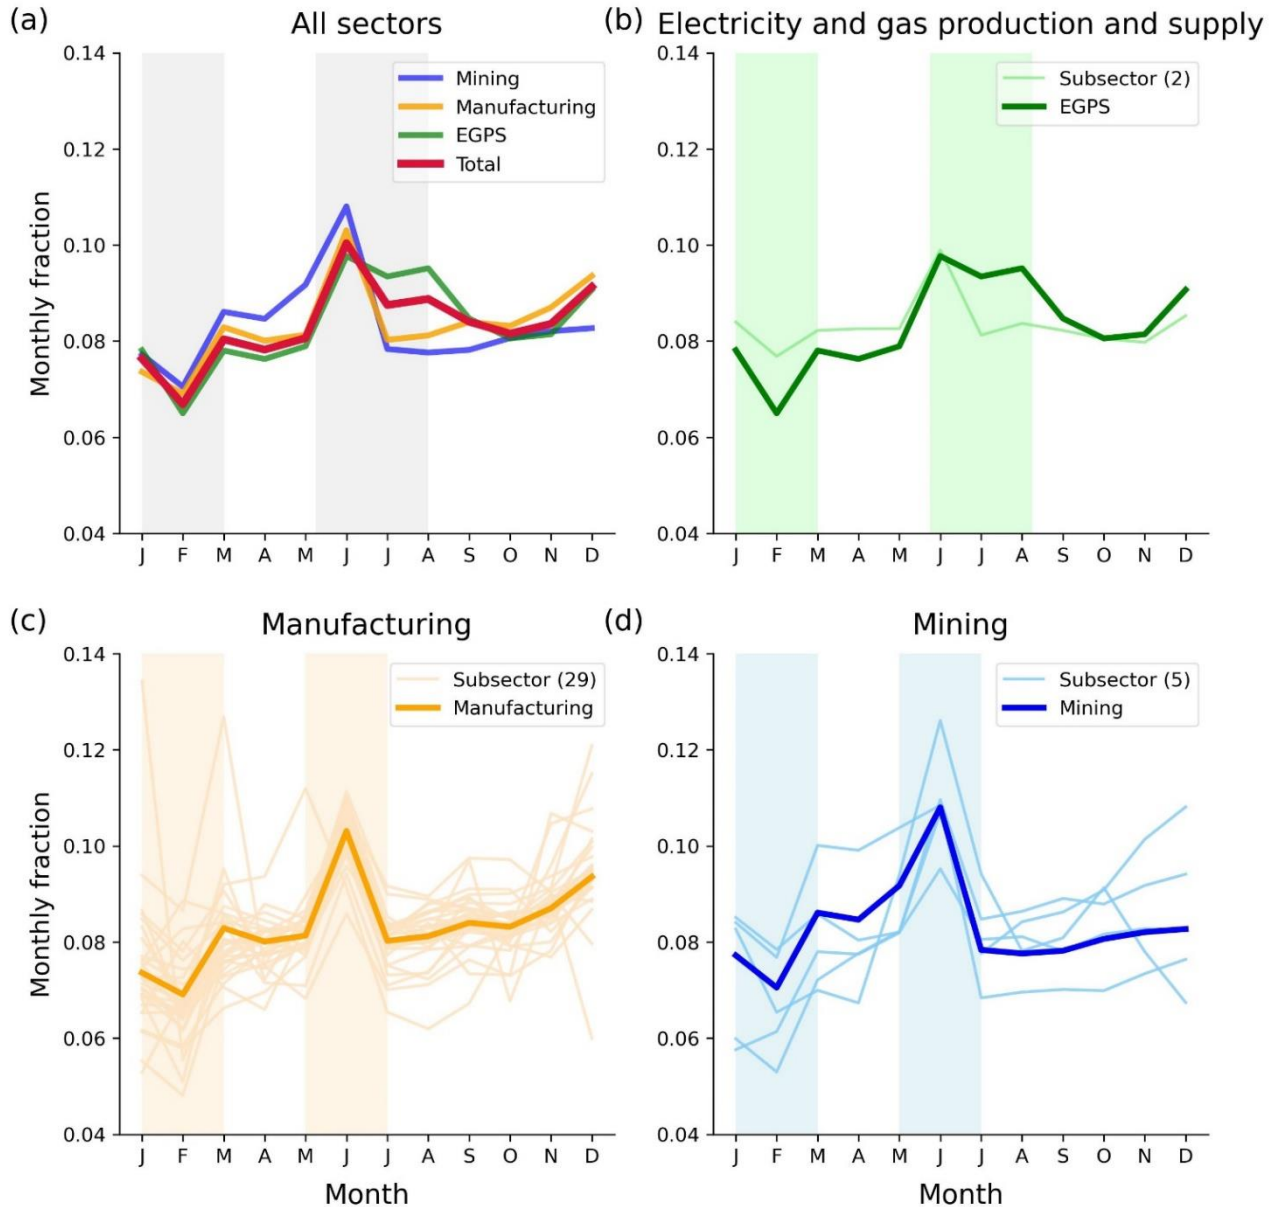 (a)
All sectors
0.14
0.12
0.10
0.08
0.06
0.04
Monthly fraction
Mining
Manufacturing
EGPS
Total
J F M A M J J A S O N D
(b)
Electricity and gas production and supply
0.14
0.12
0.10
0.08
0.06
0.04
Subsector (2)
EGPS
J F M A M J J A S O N D
(c)
Manufacturing
0.14
0.12
0.10
0.08
0.06
0.04
Monthly fraction
Subsector (29)
Manufacturing
J F M A M J J A S O N D
Month
(d)
Mining
0.14
0.12
0.10
0.08
0.06
0.04
Subsector (5)
Mining
J F M A M J J A S O N D
Month